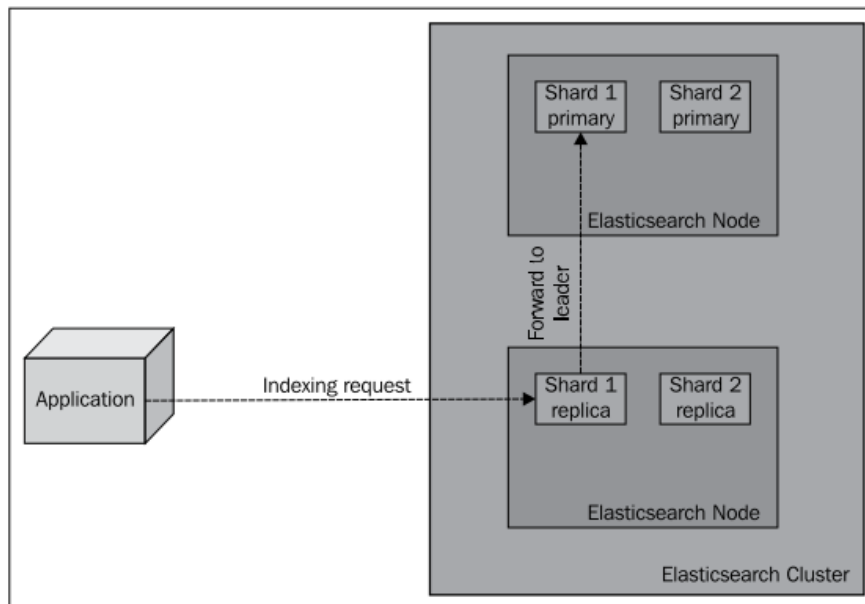 Shard 1
primary
Shard 2
primary
Elasticsearch Node
Forward to
leader
Application
Indexing request
Shard 1
replica
Shard 2
replica
Elasticsearch Node
Elasticsearch Cluster